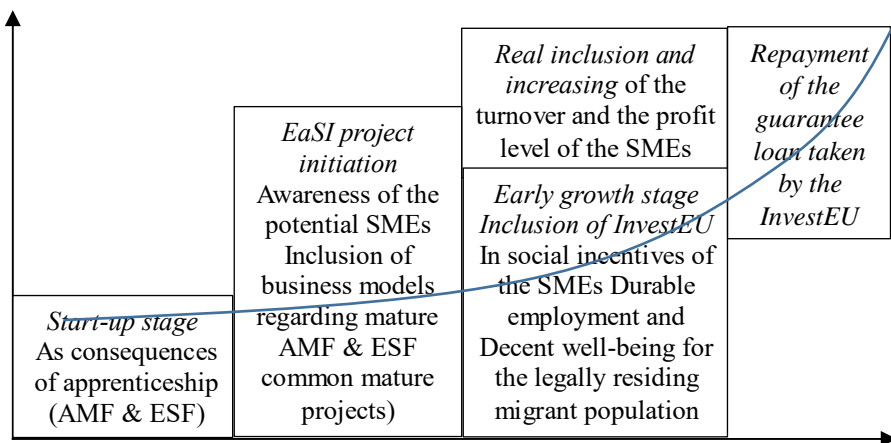 Start-up stage
As consequences
of apprenticeship
(AMF & ESF)
EaSI project
initiation
Awareness of the
potential SMEs
Inclusion of
business models
regarding mature
AMF & ESF
common mature
projects)
Real inclusion and
increasing of the
turnover and the profit
level of the SMEs
Early growth stage
Inclusion of InvestEU
In social incentives of
the SMEs Durable
employment and
Decent well-being for
the legally residing
migrant population
Repayment
of the
guarantee
loan taken
by the
InvestEU